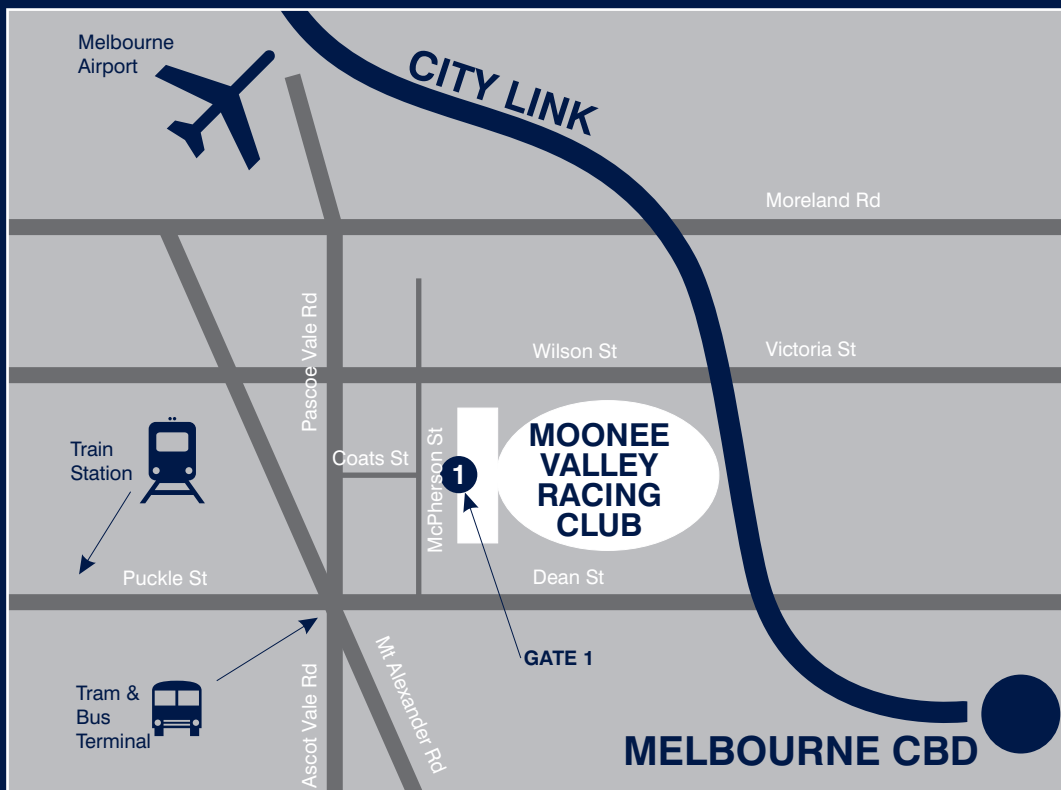 Melbourne
Airport
CITY LINK
Moreland Rd
Pascoe Vale Rd
Wilson St
Victoria St
Train
Station
Coats St
McPherson St
1
MOONEE
VALLEY
RACING
CLUB
Puckle St
Dean St
GATE 1
Mt Alexander Rd
Ascot Vale Rd
Tram &
Bus
Terminal
MELBOURNE CBD